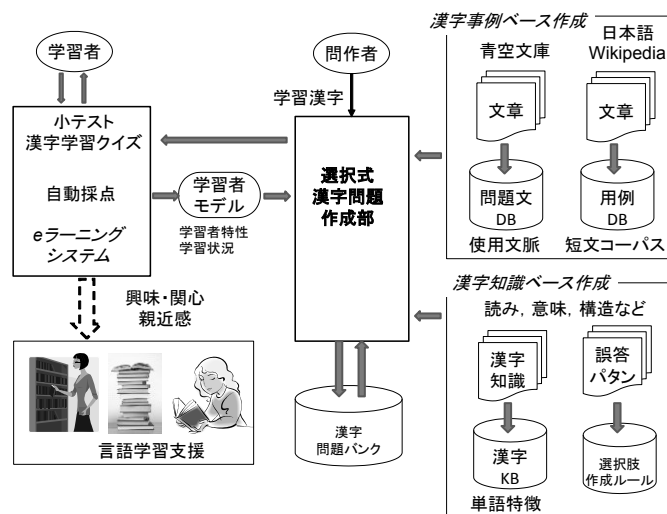 学習者
小テスト
漢字学習クイズ
自動採点
eラーニング
システム
学習者
モデル
学習者特性
学習状況
興味・関心
親近感
言語学習支援
問作者
学習漢字
選択式
漢字問題
作成部
漢字
問題バンク
漢字事例ベース作成
青空文庫
日本語
Wikipedia
文章
文章
問題文
DB
用例
DB
使用文脈
短文コーパス
漢字知識ベース作成
読み, 意味, 構造など
漢字
知識
誤答
パタン
漢字
KB
選択肢
作成ルール
単語特徴